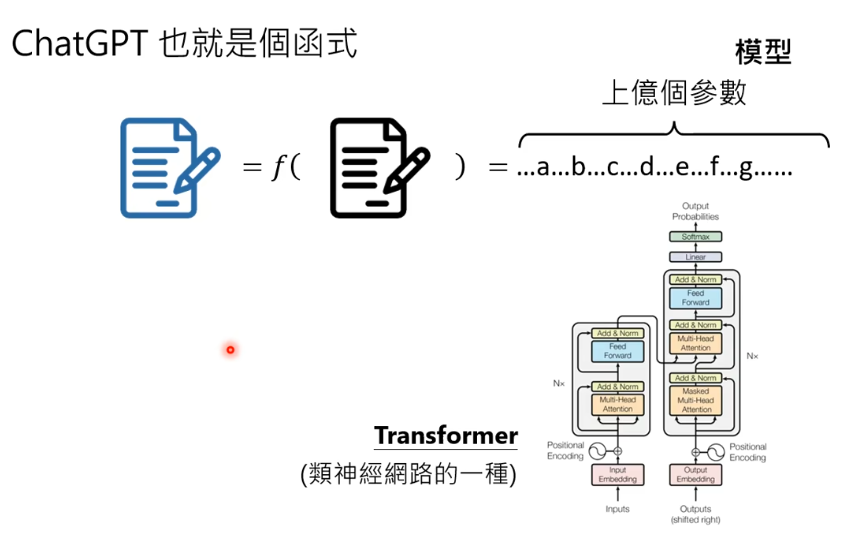 ChatGPT 也就是個函式
模型
上億個參數
= f( ) = ...a...b...c...d...e...f...g......
Output
Probabilities
Softmax
Linear
Add & Norm
Feed
Forward
Add & Norm
Multi-Head
Attention
Add & Norm
Masked
Multi-Head
Attention
Nx
Add & Norm
Feed
Forward
Add & Norm
Multi-Head
Attention
Nx
Transformer
(類神經網路的一種)
Positional
Encoding
Positional
Encoding
Input
Embedding
Output
Embedding
Inputs
Outputs
(shifted right)